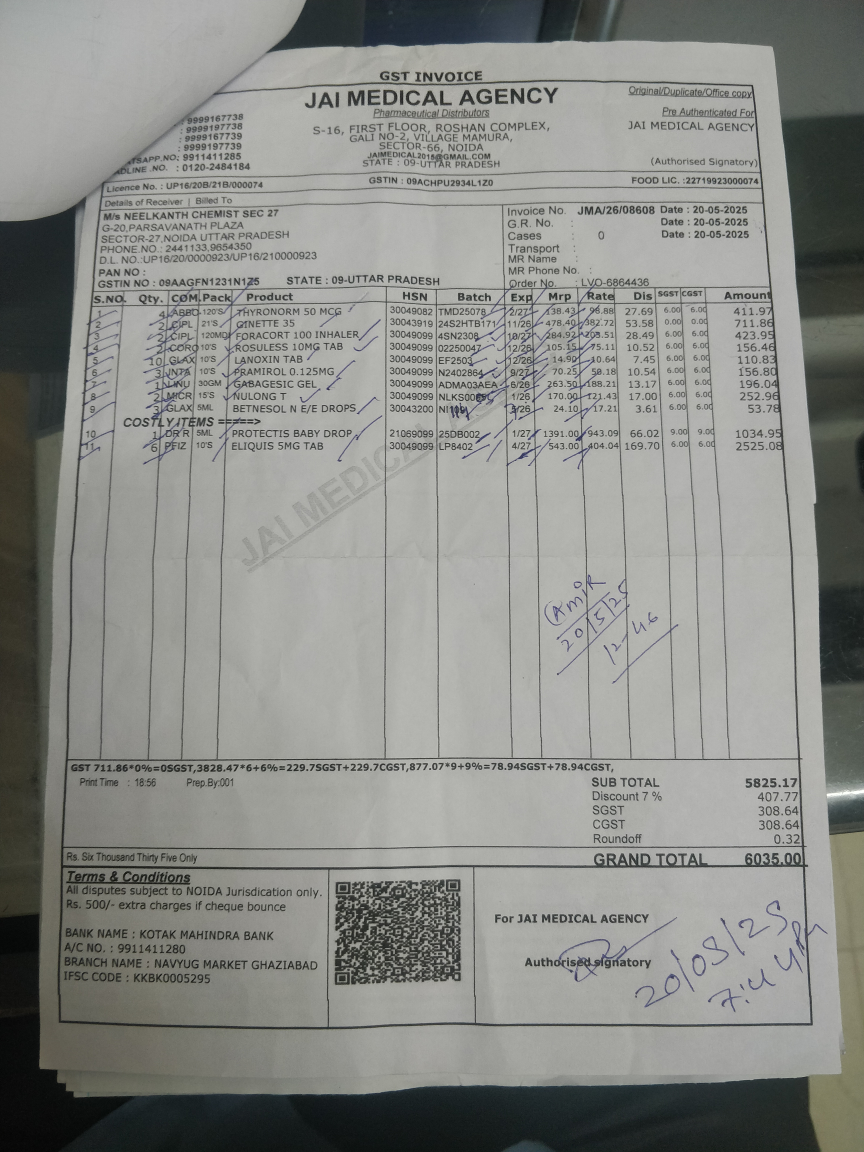 GST INVOICE
JAI MEDICAL AGENCY
Pharmaceutical Distributors
S-16, FIRST FLOOR, ROSHAN COMPLEX,
GALI NO-2, VILLAGE MAMURA,
SECTOR-66, NOIDA
JAIMEDICAL2018@GMAIL.COM
STATE : 09-UTTAR PRADESH
Original/Duplicate/Office copy
Pre Authenticated For
JAI MEDICAL AGENCY
(Authorised Signatory)
: 9999167738
: 9999197738
: 9999167739
: 9999197739
: 9911411285
: 0120-2484184
Licence No. : UP16/20B/21B/000074 GSTIN : 09ACHPU2934L1Z0 FOOD LIC. :22719923000074
Details of Receiver | Billed To
M/s NEELKANTH CHEMIST SEC 27
G-20,PARSAVANATH PLAZA
SECTOR-27,NOIDA UTTAR PRADESH
PHONE.NO : 2441133,9654350
D.L. NO.:UP16/20/0000923/UP16/210000923
PAN NO :
GSTIN NO : 09AAGFN1231N1Z5 STATE : 09-UTTAR PRADESH
Invoice No. JMA/26/08608 Date : 20-05-2025
G.R. No. : Date : 20-05-2025
Cases : 0 Date : 20-05-2025
Transport :
MR Name :
MR Phone No. :
Order No. : LVO-6864436
S.NO. Qty. COM. Pack Product HSN Batch Exp Mrp Rate Dis SGST CGST Amount
1 4 ABBO 120'S THYRONORM 50 MCG 30049082 TMD25078 2/27 138.43 98.88 27.69 6.00 6.00 411.97
2 2 CIPL 21'S GINETTE 35 30043919 24S2HTB171 11/26 478.40 382.72 53.58 0.00 0.00 711.86
3 2 CIPL 120MDI FORACORT 100 INHALER 30049099 4SN2308 10/27 284.92 28.49 6.00 6.00 423.95
4 2 CORO 10'S ROSULESS 10MG TAB 30049099 02250047 12/26 105.15 75.11 10.52 6.00 6.00 156.46
5 10 GLAX 10'S LANOXIN TAB 30049099 EF2503 2/26 14.90 10.64 7.45 6.00 6.00 110.83
6 3 INTA 10'S PRAMIROL 0.125MG 30049099 N2402864 9/27 70.25 50.18 10.54 6.00 6.00 156.80
7 1 LINU 30GM GABAGESIC GEL 30049099 ADMA03AEA 6/26 263.50 188.21 13.17 6.00 6.00 196.04
8 2 MICR 15'S NULONG T 30049099 1/26 170.00 121.43 17.00 6.00 6.00 252.96
9 3 GLAX 5ML BETNESOL N E/E DROPS 30043200 24.10 17.21 3.61 6.00 6.00 53.78
COSTLY ITEMS =====>
10 1 DR R 5ML PROTECTIS BABY DROP 21069099 25DB002 1/27 1391.00 943.09 66.02 9.00 9.00 1034.95
11 6 PFIZ 10'S ELIQUIS 5MG TAB 30049099 LP8402 4/27 543.00 404.04 169.70 6.00 6.00 2525.08
JAI MEDICAL
Amir
20/5/25
12-46
GST 711.86*0%=0SGST,3828.47*6+6%=229.7SGST+229.7CGST,877.07*9+9%=78.94SGST+78.94CGST,
Print Time : 18:56 Prep.By:001
SUB TOTAL 5825.17
Discount 7 % 407.77
SGST 308.64
CGST 308.64
Roundoff 0.32
Rs. Six Thousand Thirty Five Only
GRAND TOTAL 6035.00
Terms & Conditions
All disputes subject to NOIDA Jurisdication only.
Rs. 500/- extra charges if cheque bounce
BANK NAME : KOTAK MAHINDRA BANK
A/C NO. : 9911411280
BRANCH NAME : NAVYUG MARKET GHAZIABAD
IFSC CODE : KKBK0005295
For JAI MEDICAL AGENCY
Authorised signatory
20/05/25